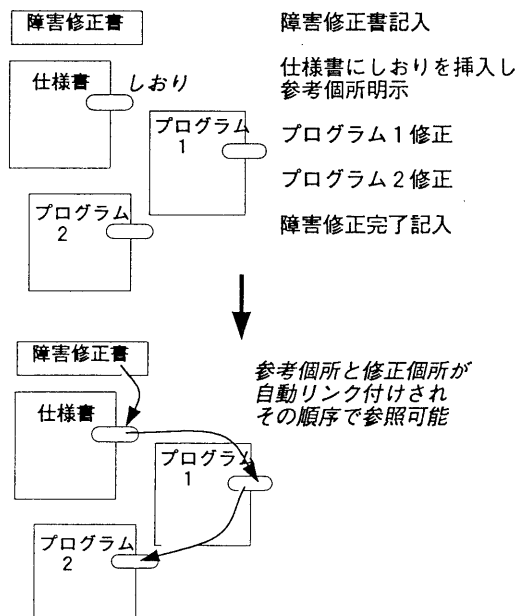 障害修正書
障害修正書記入
仕様書
しおり
仕様書にしおりを挿入し
参考個所明示
プログラム
1
プログラム1修正
プログラム2修正
プログラム
2
障害修正完了記入
障害修正書
参考個所と修正個所が
自動リンク付けされ
その順序で参照可能
仕様書
プログラム
1
プログラム
2